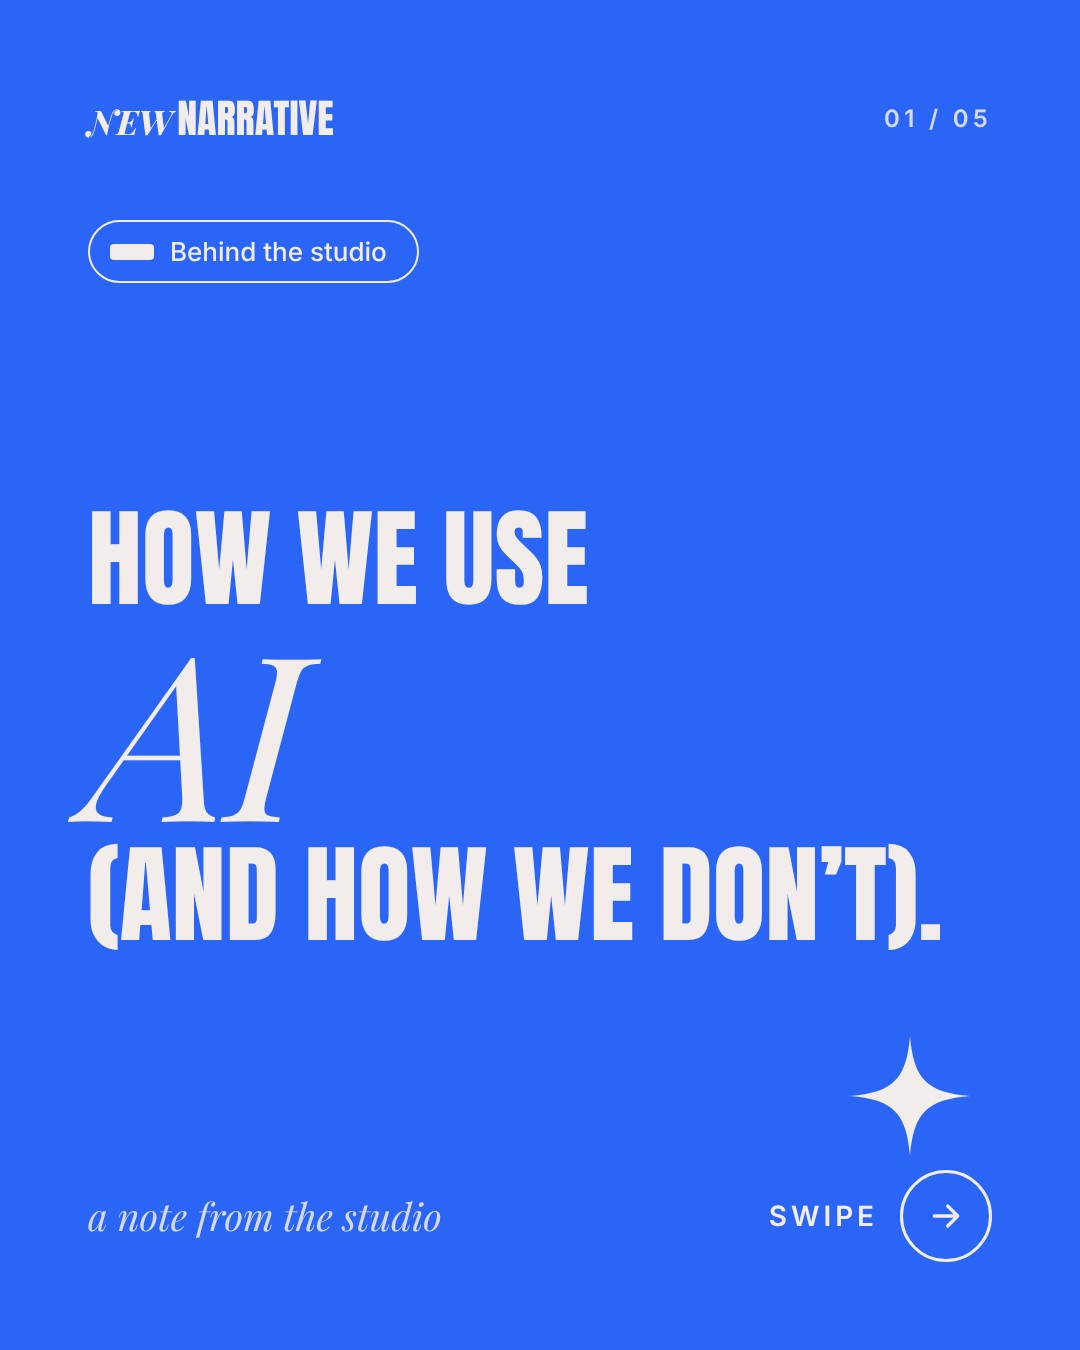 NEW NARRATIVE
01 / 05
Behind the studio
HOW WE USE
AI
(AND HOW WE DON’T).
a note from the studio
SWIPE